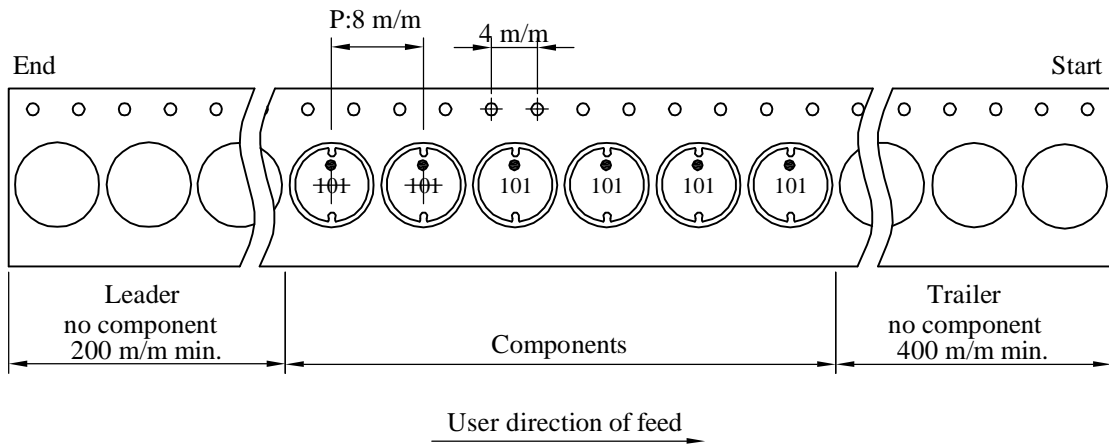 P:8 m/m
4 m/m
End
Start
101 101 101 101 101 101
Leader
no component
200 m/m min.
Components
Trailer
no component
400 m/m min.
User direction of feed